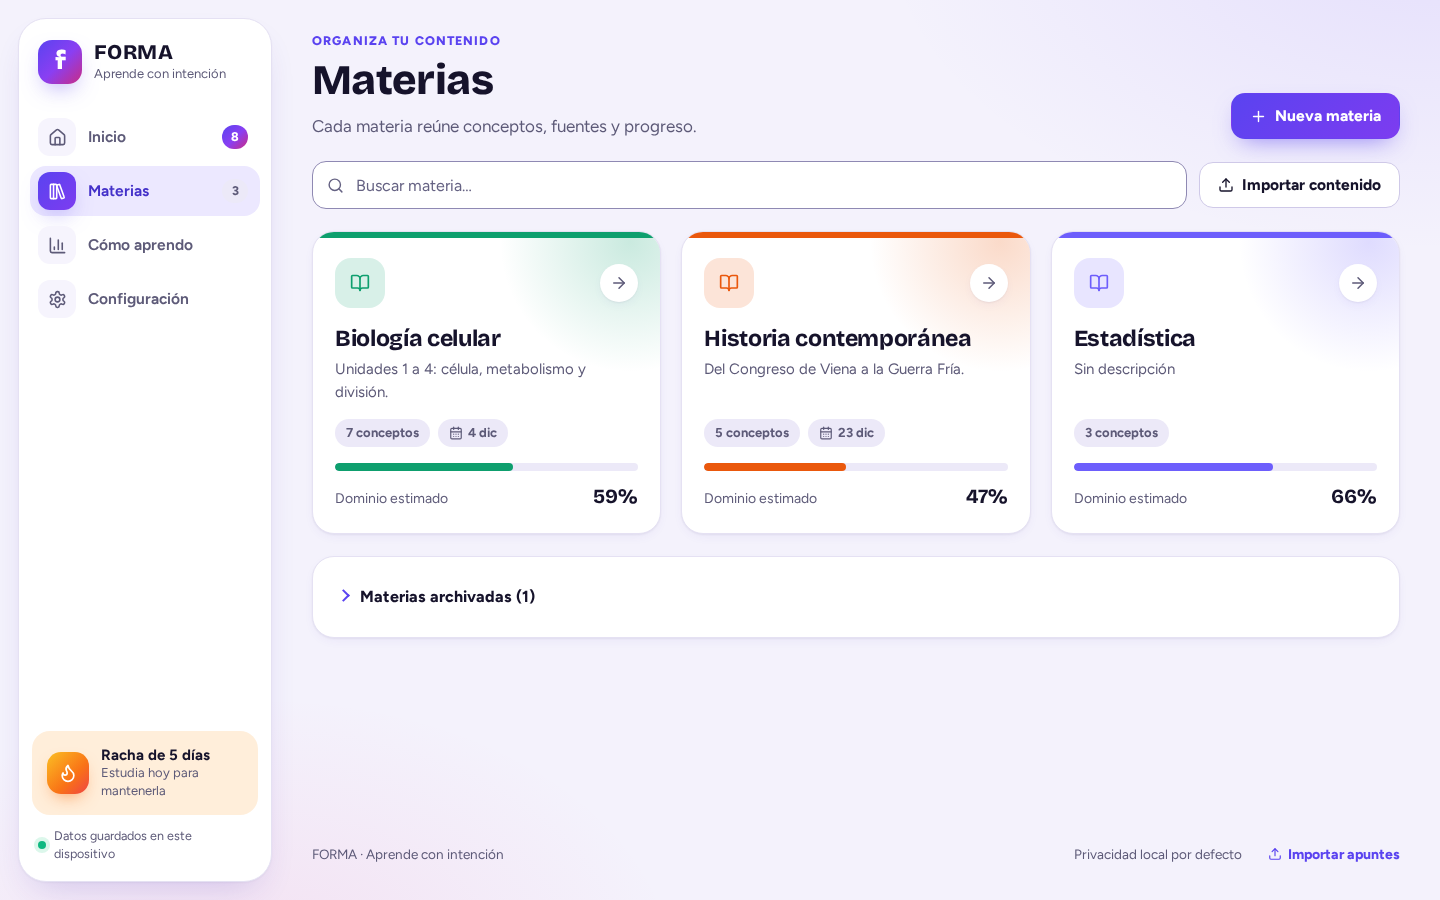 f
FORMA
Aprende con intención
Inicio
8
Materias
3
Cómo aprendo
Configuración
Racha de 5 días
Estudia hoy para
mantenerla
Datos guardados en este
dispositivo
ORGANIZA TU CONTENIDO
Materias
Cada materia reúne conceptos, fuentes y progreso.
Nueva materia
Buscar materia...
Importar contenido
Biología celular
Unidades 1 a 4: célula, metabolismo y
división.
7 conceptos
4 dic
Dominio estimado
59%
Historia contemporánea
Del Congreso de Viena a la Guerra Fría.
5 conceptos
23 dic
Dominio estimado
47%
Estadística
Sin descripción
3 conceptos
Dominio estimado
66%
Materias archivadas (1)
FORMA · Aprende con intención
Privacidad local por defecto
Importar apuntes